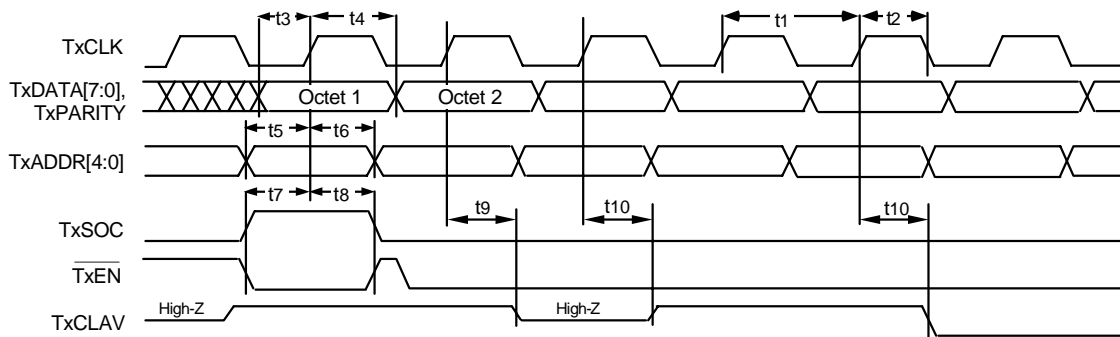 t3 t4 t1 t2
TxCLK
TxDATA[7:0],
TxPARITY
Octet 1 Octet 2
t5 t6
TxADDR[4:0]
t7 t8
t9 t10 t10
TxSOC
TxEN
High-Z High-Z
TxCLAV